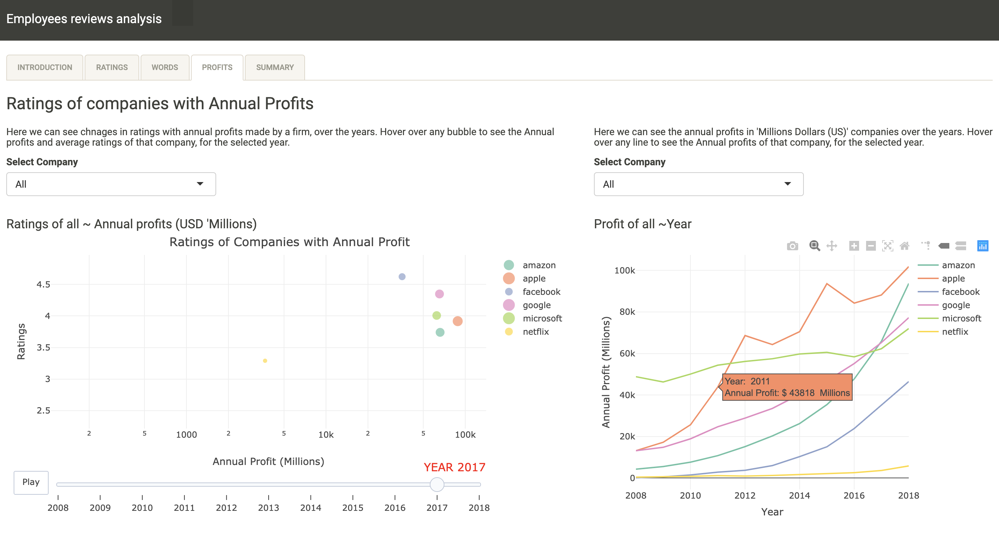 Employees reviews analysis
INTRODUCTION
RATINGS
WORDS
PROFITS
SUMMARY
Ratings of companies with Annual Profits
Here we can see chnages in ratings with annual profits made by a firm, over the years. Hover over any bubble to see the Annual
profits and average ratings of that company, for the selected year.
Select Company
All
Ratings of all ~ Annual profits (USD 'Millions)
Ratings of Companies with Annual Profit
4.5
4
3.5
3
2.5
Ratings
2
5
1000
2
5
10k
2
5
100k
Annual Profit (Millions)
amazon
apple
facebook
google
microsoft
netflix
YEAR 2017
Play
2008
2009
2010
2011
2012
2013
2014
2015
2016
2017
2018
Here we can see the annual profits in 'Millions Dollars (US)' companies over the years. Hover
over any line to see the Annual profits of that company, for the selected year.
Select Company
All
Profit of all ~Year
100k
80k
60k
40k
20k
0
Annual Profit (Millions)
Year: 2011
Annual Profit: $ 43818 Millions
2008
2010
2012
2014
2016
2018
Year
amazon
apple
facebook
google
microsoft
netflix